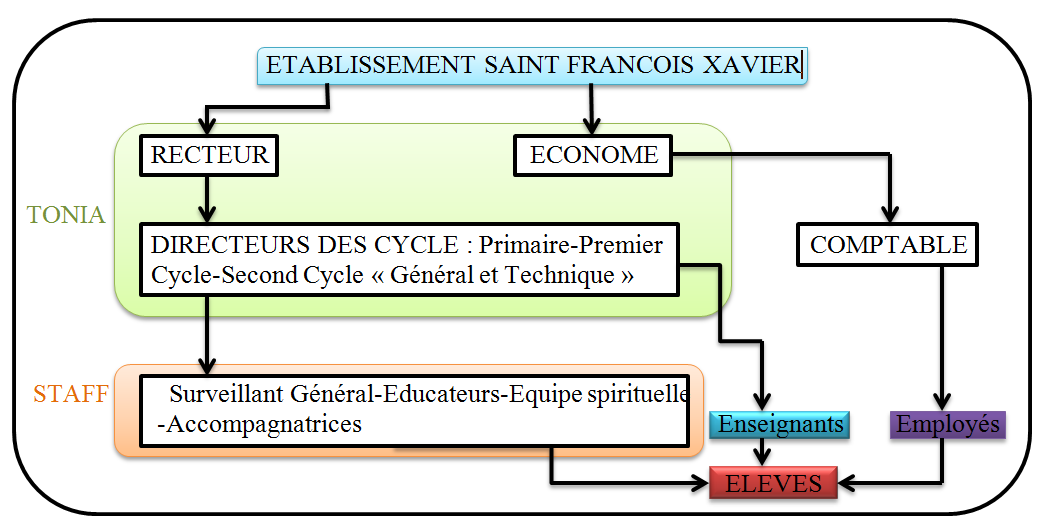 ETABLISSEMENT SAINT FRANCOIS XAVIER
RECTEUR
ECONOME
TONIA
DIRECTEURS DES CYCLE : Primaire-Premier
Cycle-Second Cycle « Général et Technique »
COMPTABLE
STAFF
Surveillant Général-Educateurs-Equipe spirituelle
-Accompagnatrices
Enseignants
Employés
ELEVES